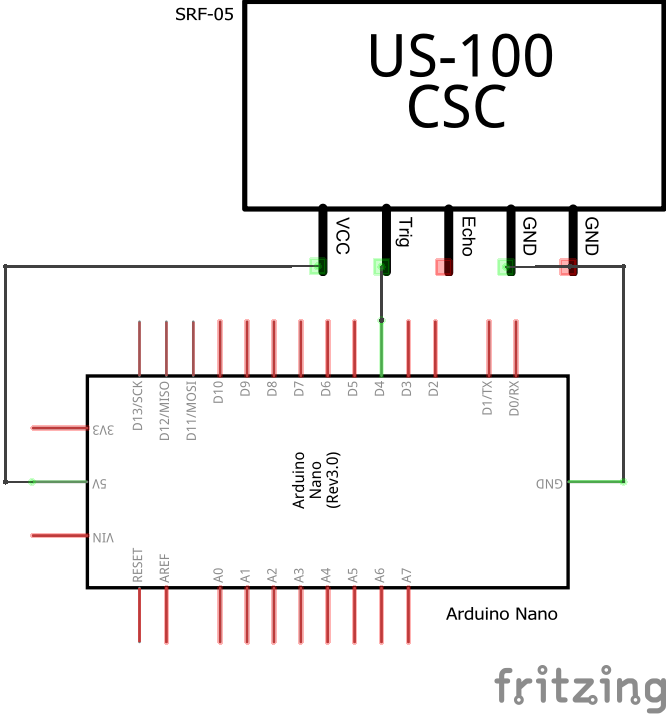 SRF-05
US-100
CSC
VCC
Trig
Echo
GND
GND
D13/SCK
D12/MISO
D11/MOSI
D10
D9
D8
D7
D6
D5
D4
D3
D2
D1/TX
D0/RX
3V3
5V
VIN
Arduino
Nano
(Rev3.0)
GND
RESET
AREF
A0
A1
A2
A3
A4
A5
A6
A7
Arduino Nano
fritzing